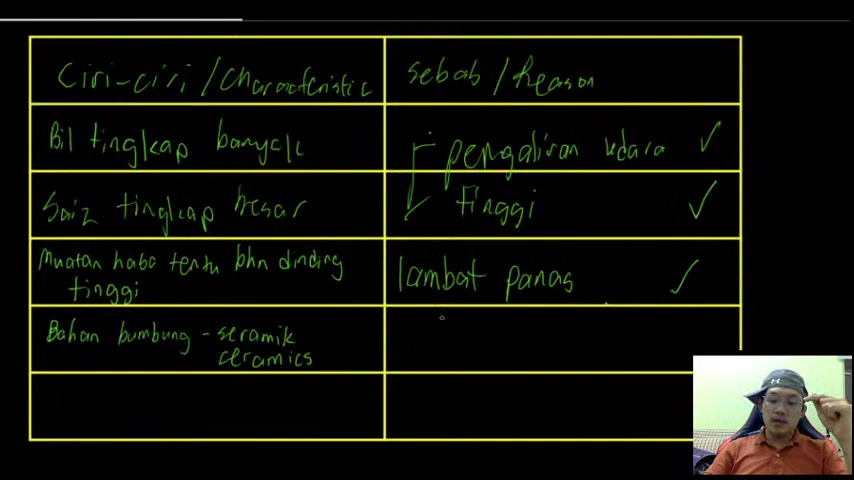 Ciri-ciri / Characteristic
Sebab / Reason
Bil tingkap banyak
pengaliran udara
Saiz tingkap besar
tinggi
Muatan haba tentu bhn dinding
tinggi
lambat panas
Bahan bumbung - seramik
ceramics